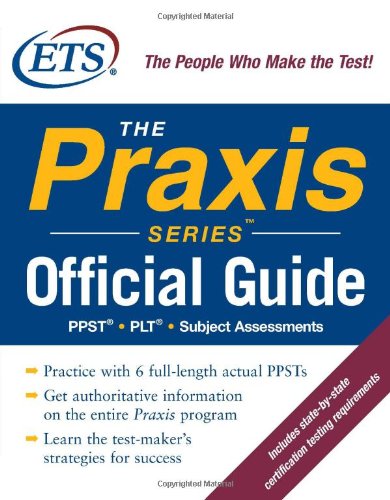 Copyrighted Material
ETS®
The People Who Make the Test!
THE
Praxis
SERIES™
Official Guide
PPST® • PLT® • Subject Assessments
Practice with 6 full-length actual PPSTs
Get authoritative information
on the entire Praxis program
Learn the test-maker's
strategies for success
Includes state-by-state
certification testing requirements
Copyrighted Material